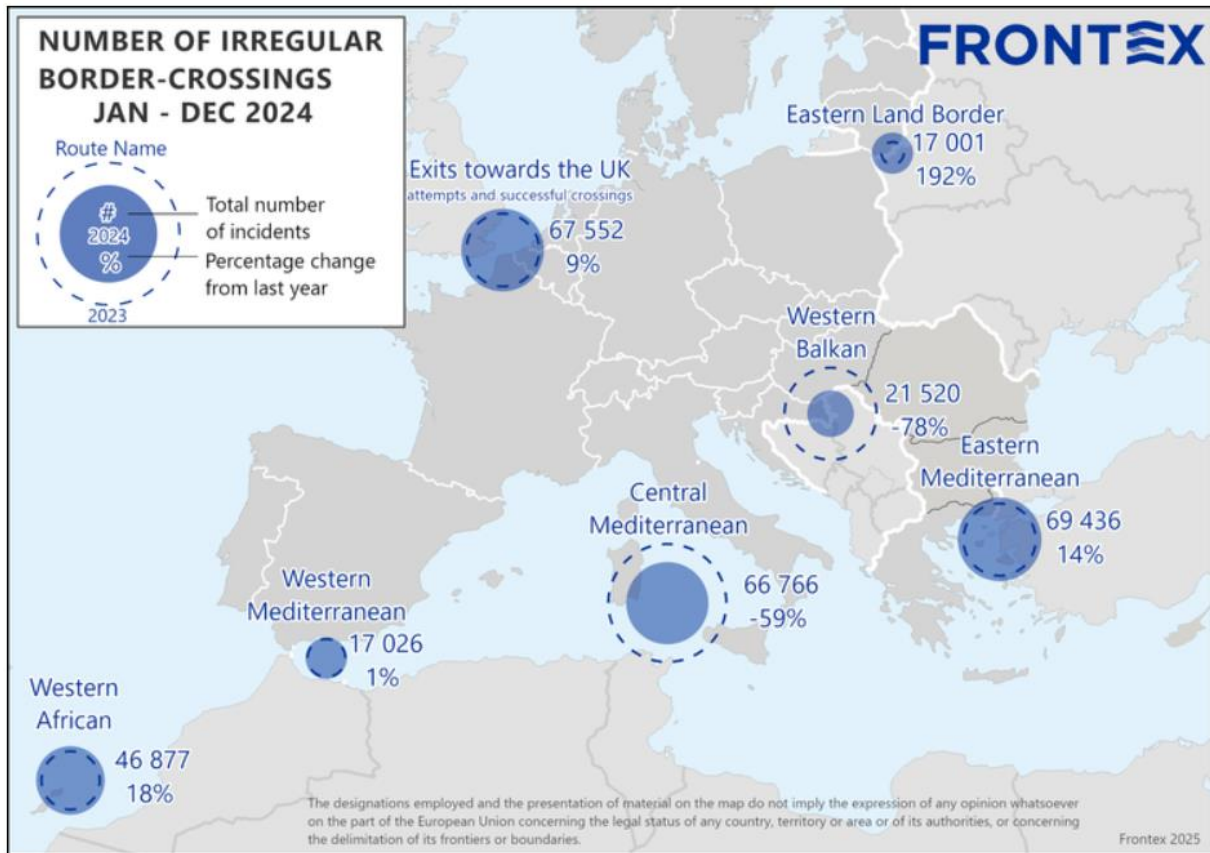 NUMBER OF IRREGULAR
BORDER-CROSSINGS
JAN - DEC 2024
Route Name
#
2024
%
Total number
of incidents
Percentage change
from last year
2023
FRONTEX
Eastern Land Border
17 001
192%
Exits towards the UK
attempts and successful crossings
67 552
9%
Western
Balkan
21 520
-78%
Eastern
Mediterranean
69 436
14%
Central
Mediterranean
66 766
-59%
Western
Mediterranean
17 026
1%
Western
African
46 877
18%
The designations employed and the presentation of material on the map do not imply the expression of any opinion whatsoever
on the part of the European Union concerning the legal status of any country, territory or area or of its authorities, or concerning
the delimitation of its frontiers or boundaries.
Frontex 2025